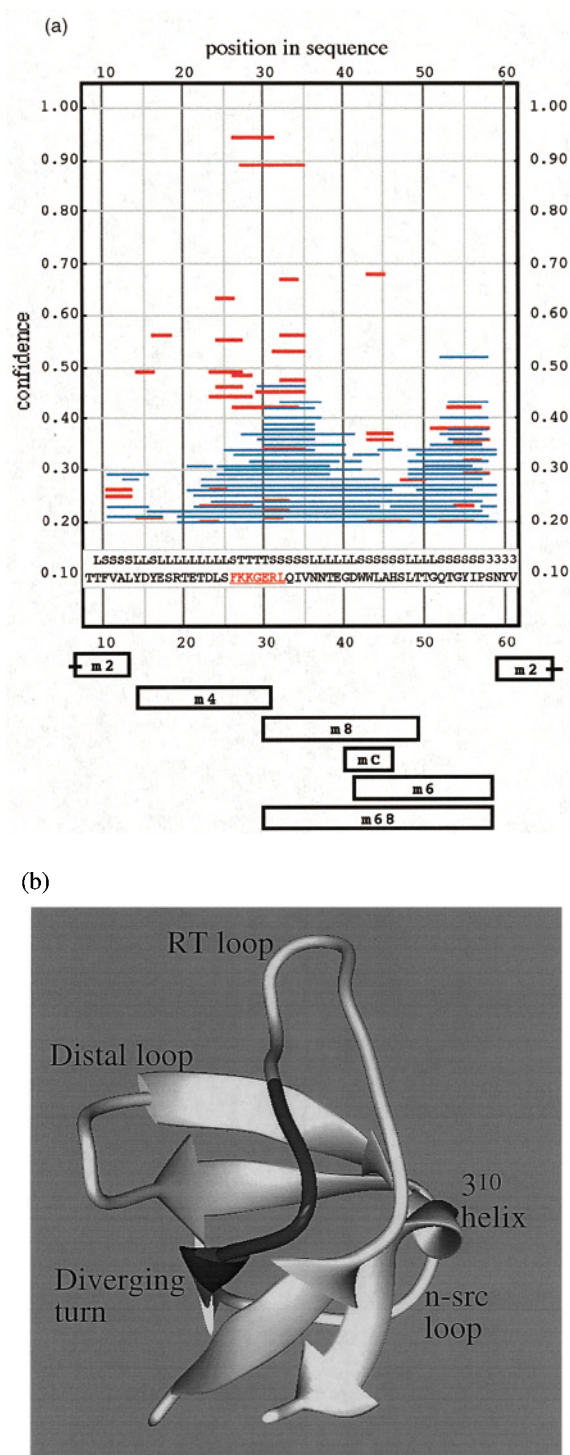 (a)
position in sequence
10 20 30 40 50 60
1.00 1.00
0.90 0.90
0.80 0.80
0.70 0.70
0.60 0.60
confidence
0.50 0.50
0.40 0.40
0.30 0.30
0.20 0.20
LSSSSLLSLLLLLLLLLSTTTTSSSSSLLLLLLSSSSSSLLLLSSSSSS3333
0.10 TTFVALYDYESRTETDLSFKKGERLQIVNNTEGDWWLAHSLTTGQTGYIPSNYV 0.10
10 20 30 40 50 60
m2 m2
m4
m8
mC
m6
m68
(b)
RT loop
Distal loop
310
helix
Diverging
turn
n-src
loop